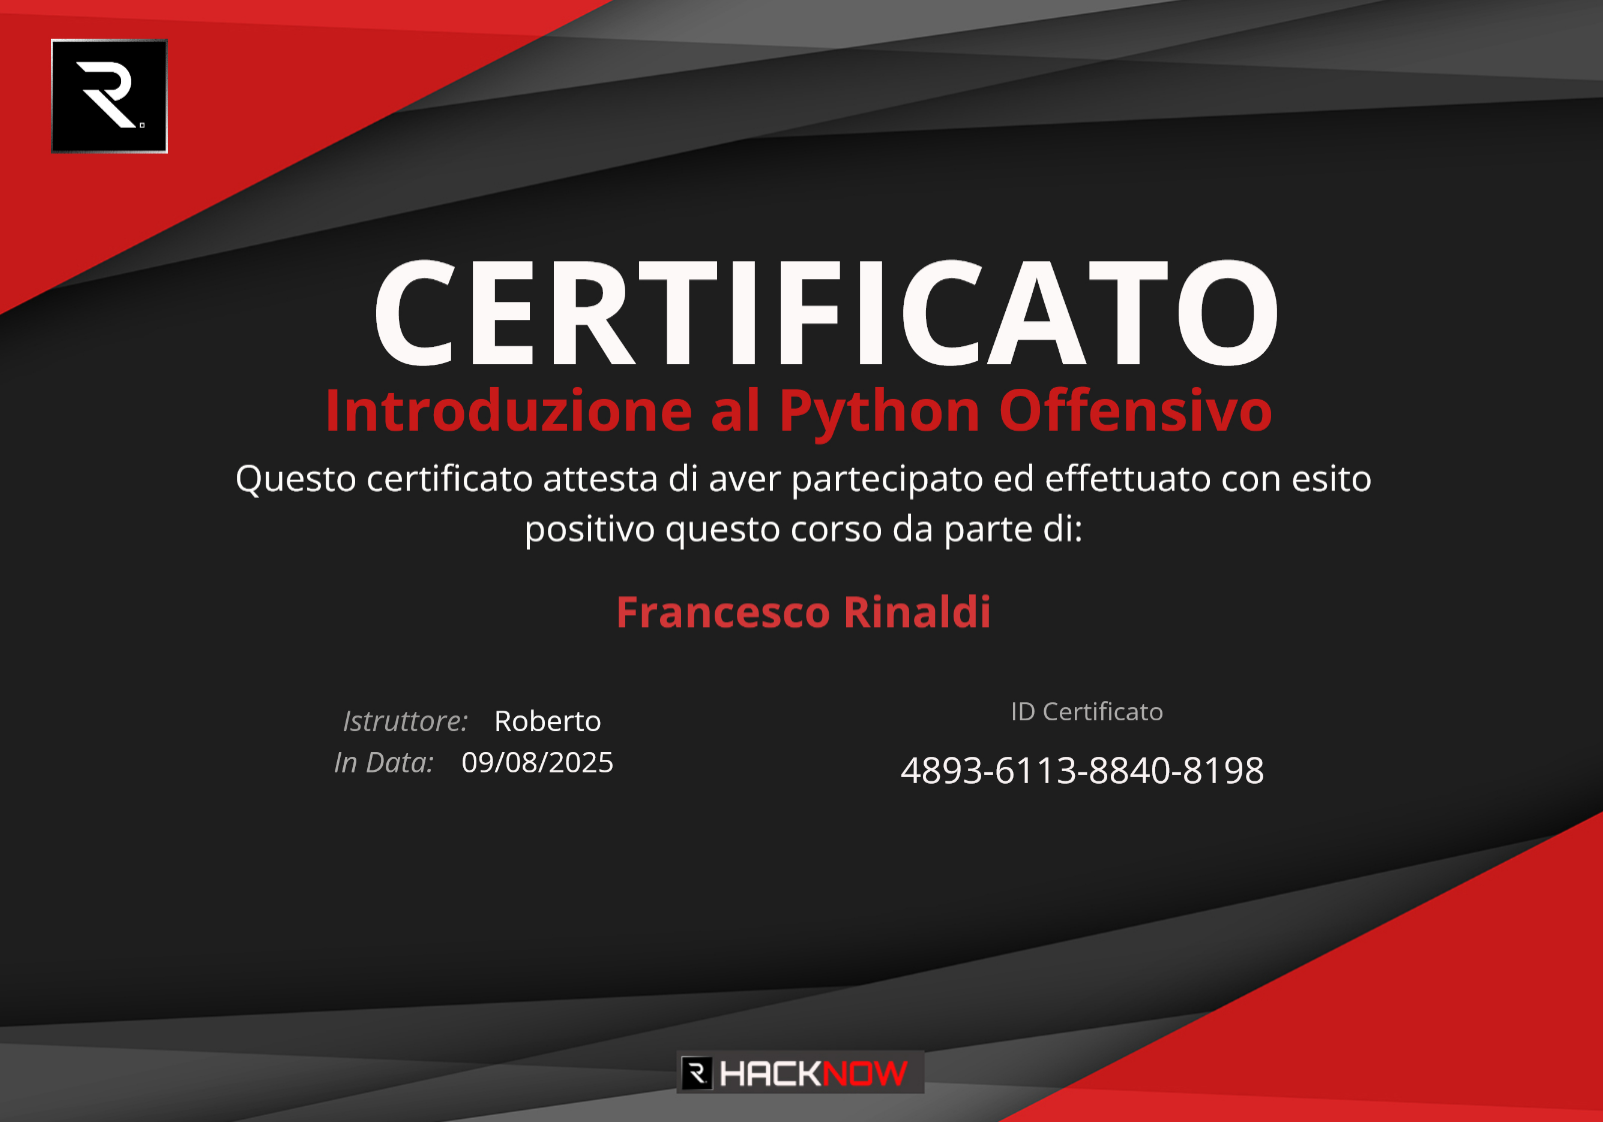 CERTIFICATO
Introduzione al Python Offensivo
Questo certificato attesta di aver partecipato ed effettuato con esito
positivo questo corso da parte di:
Francesco Rinaldi
Istruttore: Roberto
In Data: 09/08/2025
ID Certificato
4893-6113-8840-8198
HACKNOW